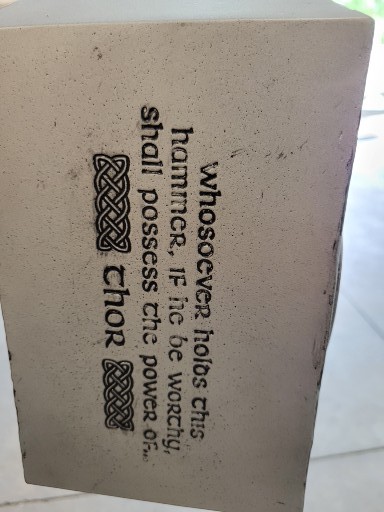 whosoever holds this
hammer, if he be worthy,
shall possess the power of...
thor